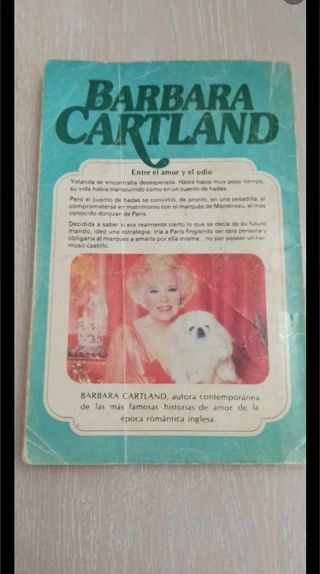 BARBARA
CARTLAND
Entre el amor y el odio
Yolanda se encontraba desesperada. Hasta hacía muy poco tiempo,
su vida había transcurrido como en un cuento de hadas.
Pero el cuento de hadas se convirtió, de pronto, en una pesadilla, al
comprometerse en matrimonio con el marqués de Montereau, el más
conocido donjuan de París.
Decidida a saber si era realmente cierto lo que se decía de su futuro
marido, ideó una estrategia: Iría a París fingiendo ser otra persona y
obligaría al marqués a amarla por ella misma... no por poseer un her-
moso castillo.
BARBARA CARTLAND, autora contemporánea
de las más famosas historias de amor de la
época romántica inglesa.